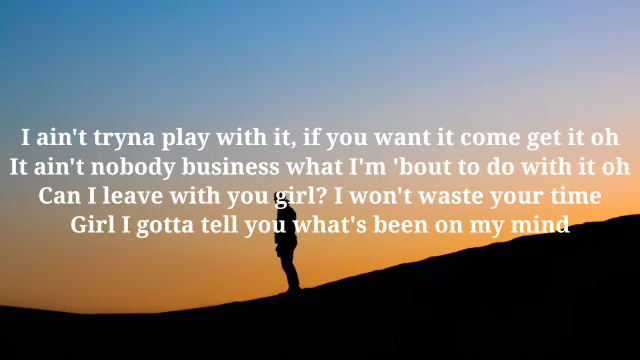 I ain't tryna play with it, if you want it come get it oh
It ain't nobody business what I'm 'bout to do with it oh
Can I leave with you girl? I won't waste your time
Girl I gotta tell you what's been on my mind